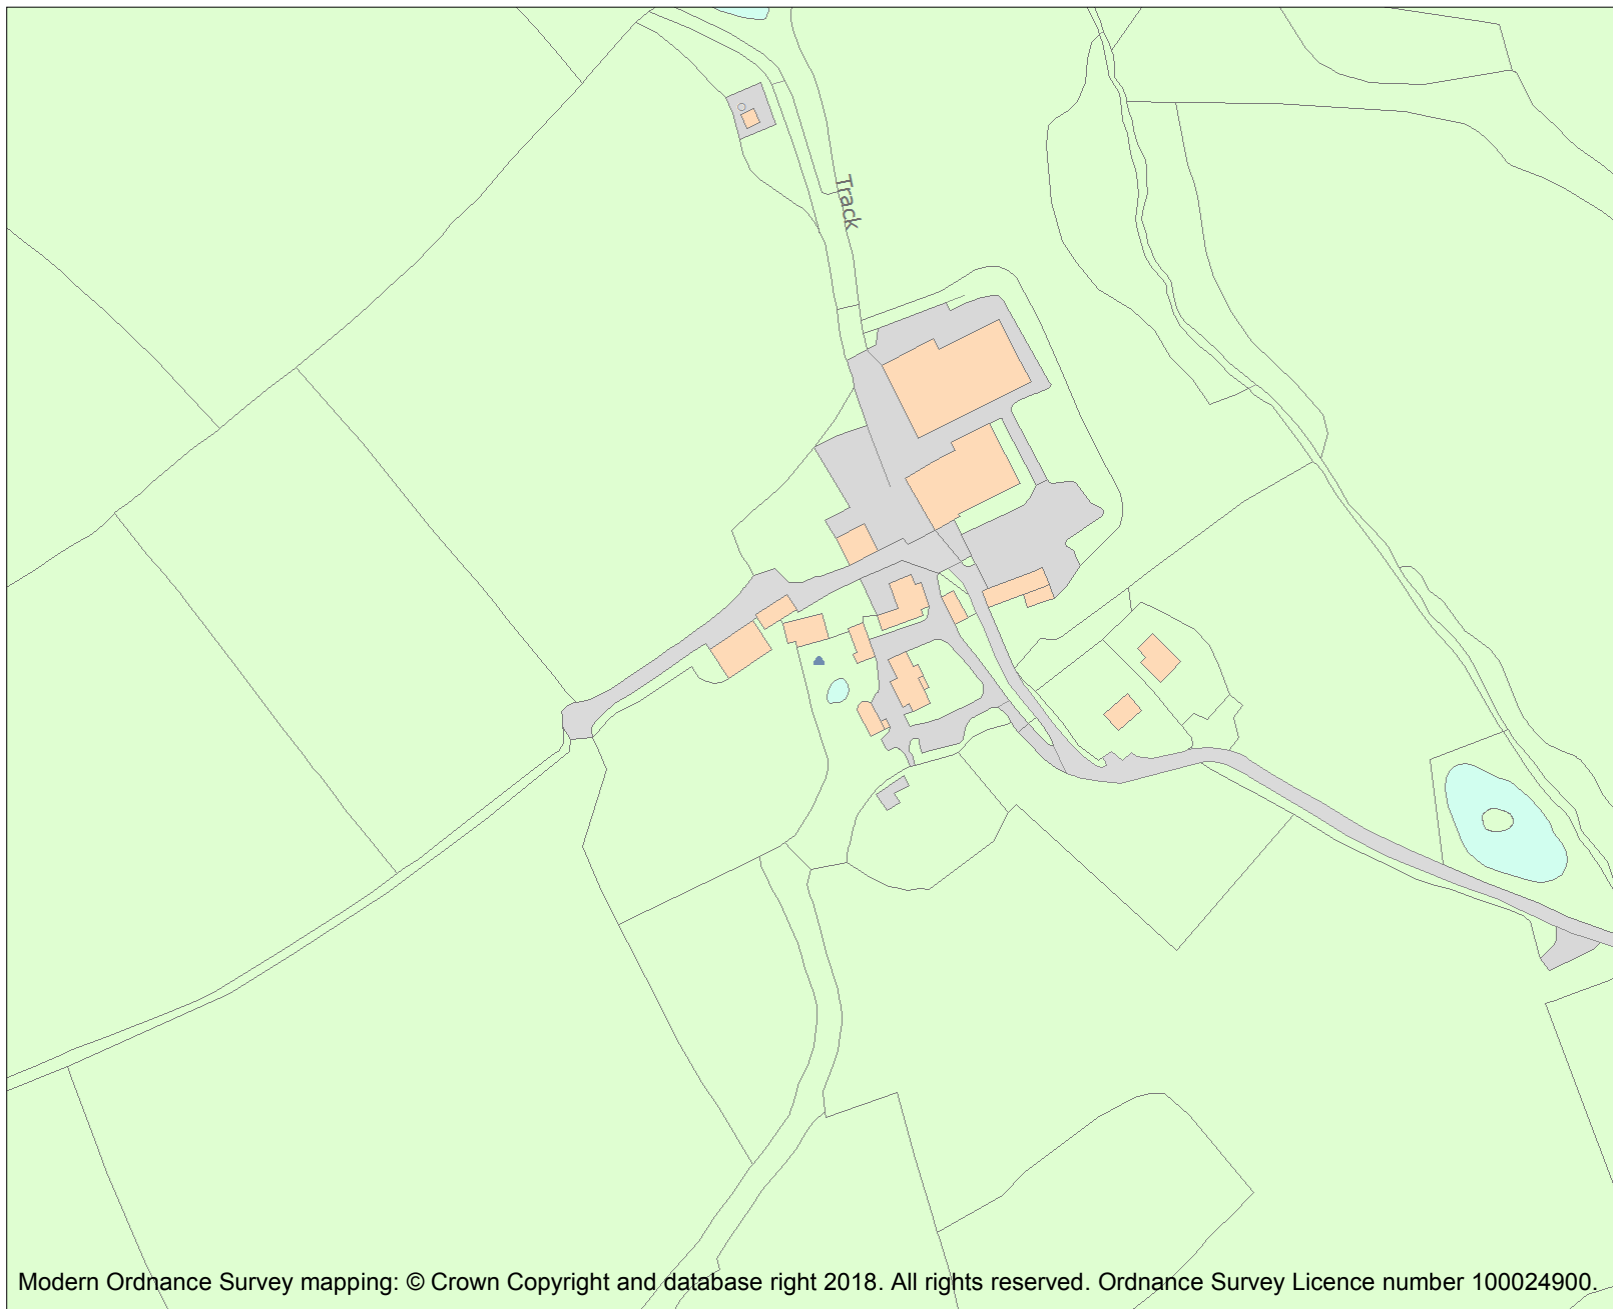 Track
Modern Ordnance Survey mapping: © Crown Copyright and database right 2018. All rights reserved. Ordnance Survey Licence number 100024900.